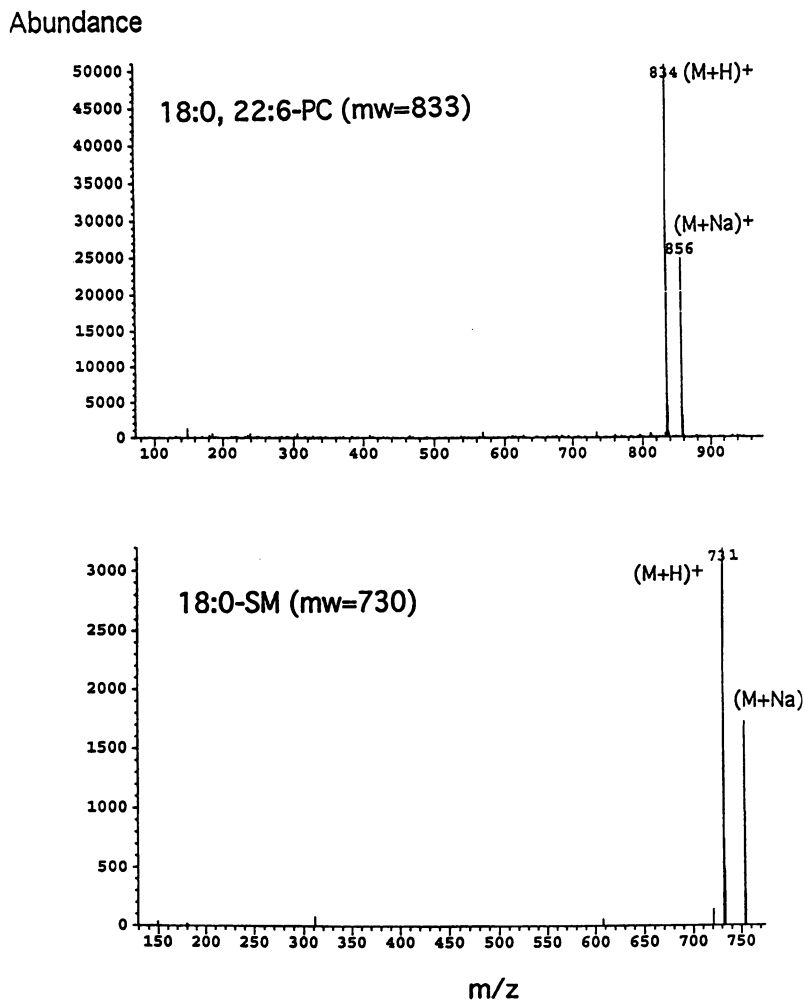 Abundance
50000
834 (M+H)+
18:0, 22:6-PC (mw=833)
45000
40000
35000
30000
(M+Na)+
25000
856
20000
15000
10000
5000
0
100 200 300 400 500 600 700 800 900
3000
(M+H)+
731
18:0-SM (mw=730)
2500
2000
(M+Na)
1500
1000
500
0
150 200 250 300 350 400 450 500 550 600 650 700 750
m/z